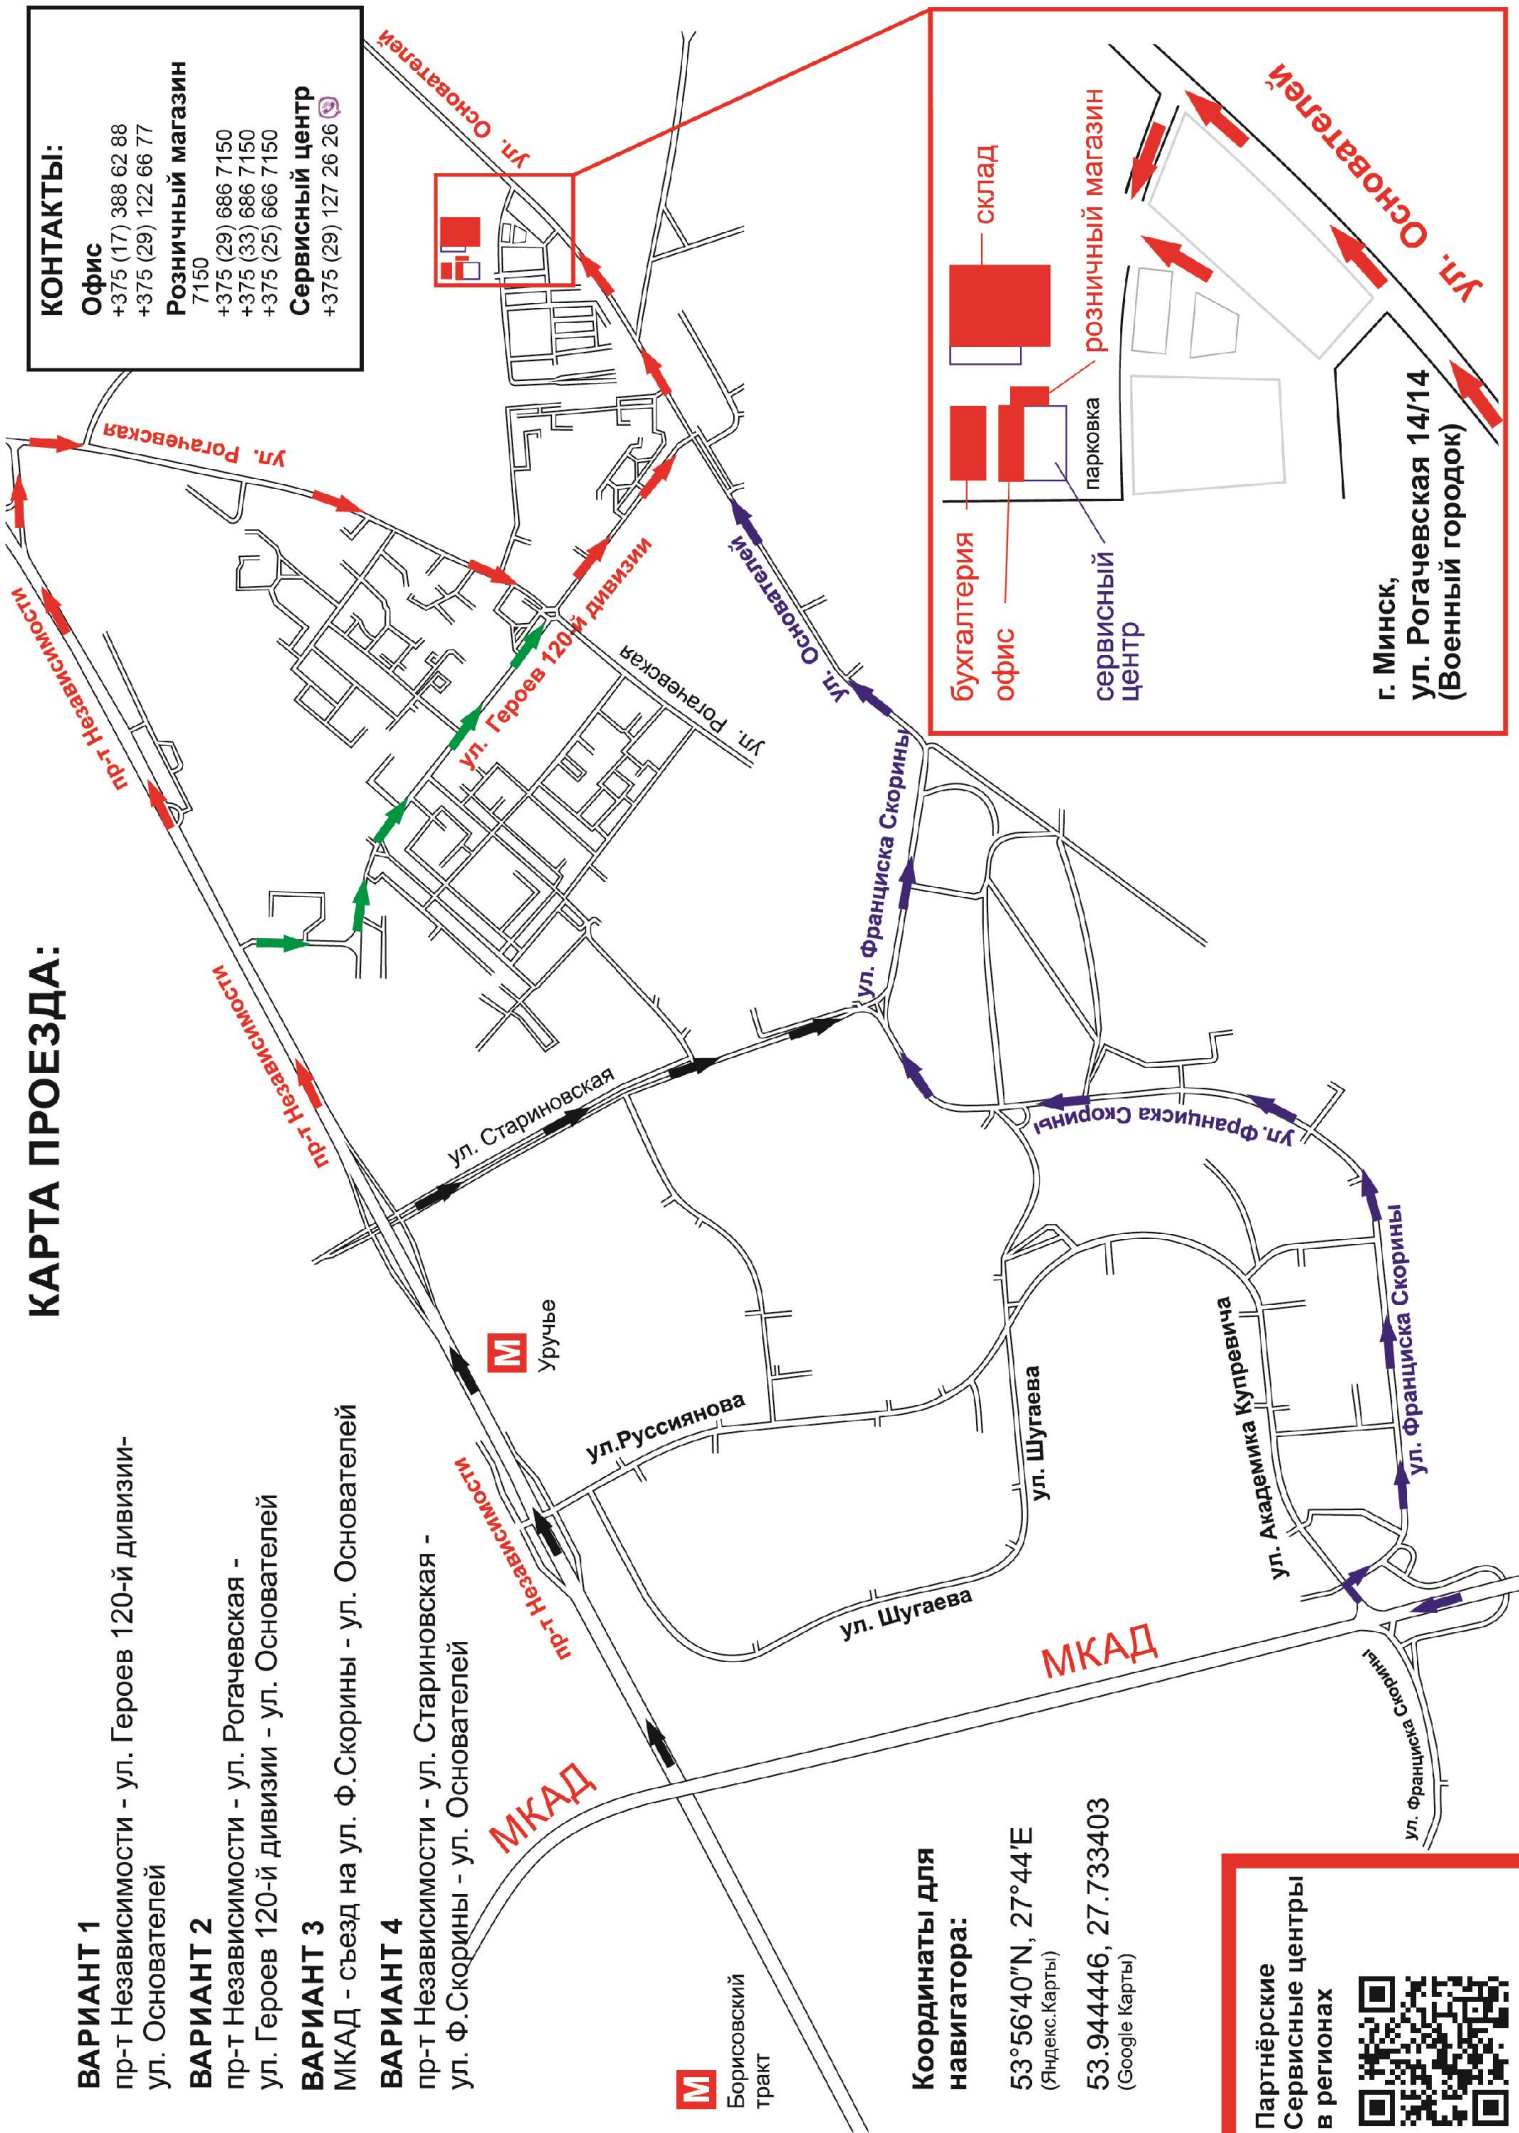 КАРТА ПРОЕЗДА:
ВАРИАНТ 1
пр-т Независимости - ул. Героев 120-й дивизии-
ул. Основателей
ВАРИАНТ 2
пр-т Независимости - ул. Рогачевская -
ул. Героев 120-й дивизии - ул. Основателей
ВАРИАНТ 3
МКАД - съезд на ул. Ф.Скорины - ул. Основателей
ВАРИАНТ 4
пр-т Независимости - ул. Стариновская -
ул. Ф.Скорины - ул. Основателей
КОНТАКТЫ:
Офис
+375 (17) 388 62 88
+375 (29) 122 66 77
Розничный магазин
7150
+375 (29) 686 7150
+375 (33) 686 7150
+375 (25) 666 7150
Сервисный центр
+375 (29) 127 26 26
пр-т Независимости
пр-т Независимости
пр-т Независимости
ул. Рогачевская
ул. Рогачевская
ул. Героев 120-й дивизии
ул. Основателей
ул. Основателей
ул. Стариновская
М
Уручье
ул.Руссиянова
ул. Шугаева
ул. Шугаева
ул. Академика Купревича
ул. Франциска Скорины
ул. Франциска Скорины
ул. Франциска Скорины
ул. Франциска Скорины
Скорины
МКАД
МКАД
М
Борисовский
тракт
Координаты для
навигатора:
53°56'40"N, 27°44'E
(Яндекс.Карты)
53.944446, 27.733403
(Google Карты)
Партнёрские
Сервисные центры
в регионах
бухгалтерия
офис
сервисный
центр
склад
розничный магазин
парковка
ул. Основателей
г. Минск,
ул. Рогачевская 14/14
(Военный городок)